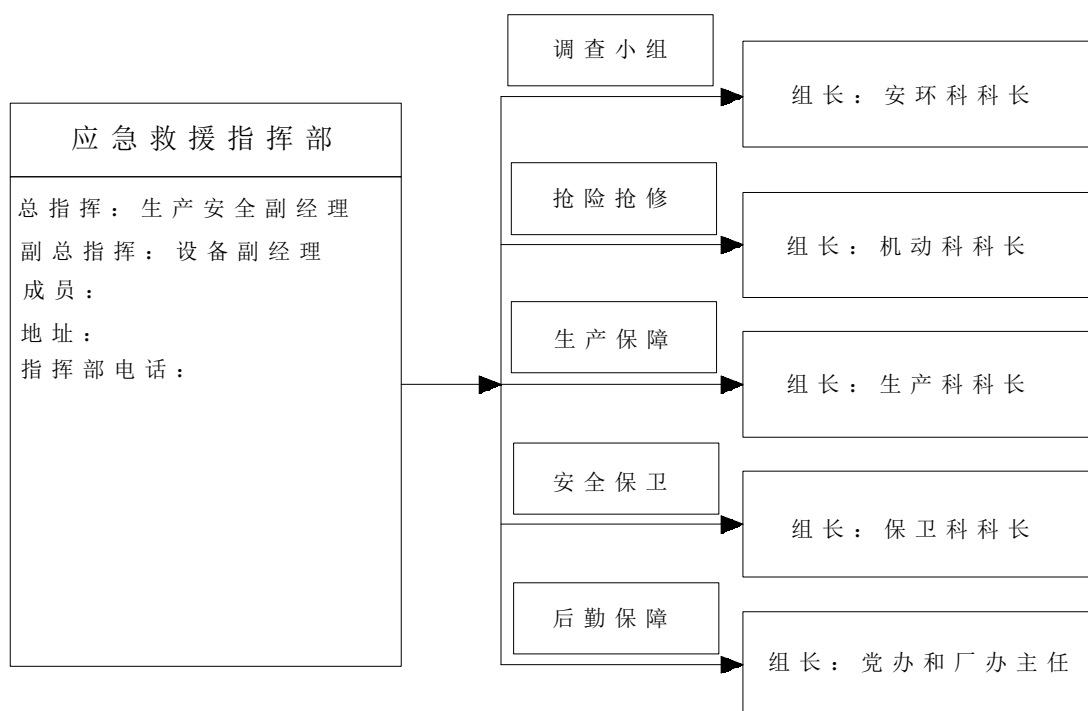 应急救援指挥部
总指挥：生产安全副经理
副总指挥：设备副经理
成员：
地址：
指挥部电话：
调查小组
组长：安环科科长
抢险抢修
组长：机动科科长
生产保障
组长：生产科科长
安全保卫
组长：保卫科科长
后勤保障
组长：党办和厂办主任